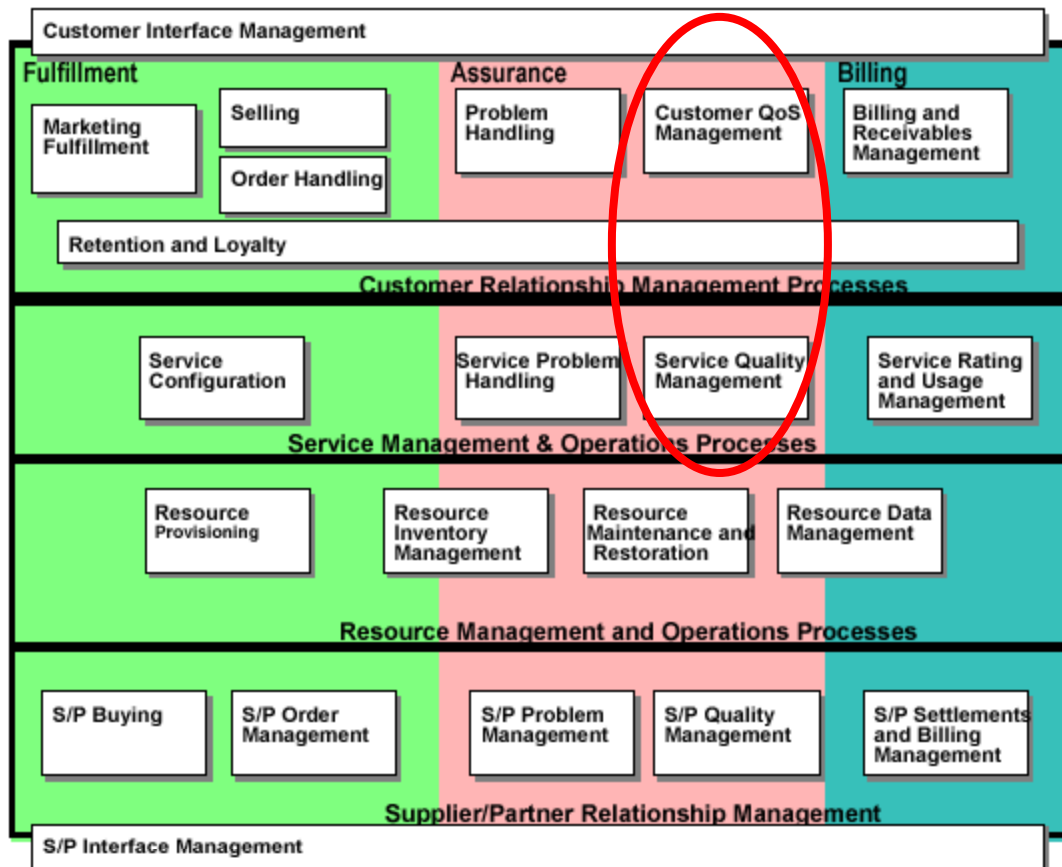 Customer Interface Management
Fulfillment
Assurance
Billing
Marketing
Fulfillment
Selling
Order Handling
Problem
Handling
Customer QoS
Management
Billing and
Receivables
Management
Retention and Loyalty
Customer Relationship Management Processes
Service
Configuration
Service Problem
Handling
Service Quality
Management
Service Rating
and Usage
Management
Service Management & Operations Processes
Resource
Provisioning
Resource
Inventory
Management
Resource
Maintenance and
Restoration
Resource Data
Management
Resource Management and Operations Processes
S/P Buying
S/P Order
Management
S/P Problem
Management
S/P Quality
Management
S/P Settlements
and Billing
Management
Supplier/Partner Relationship Management
S/P Interface Management